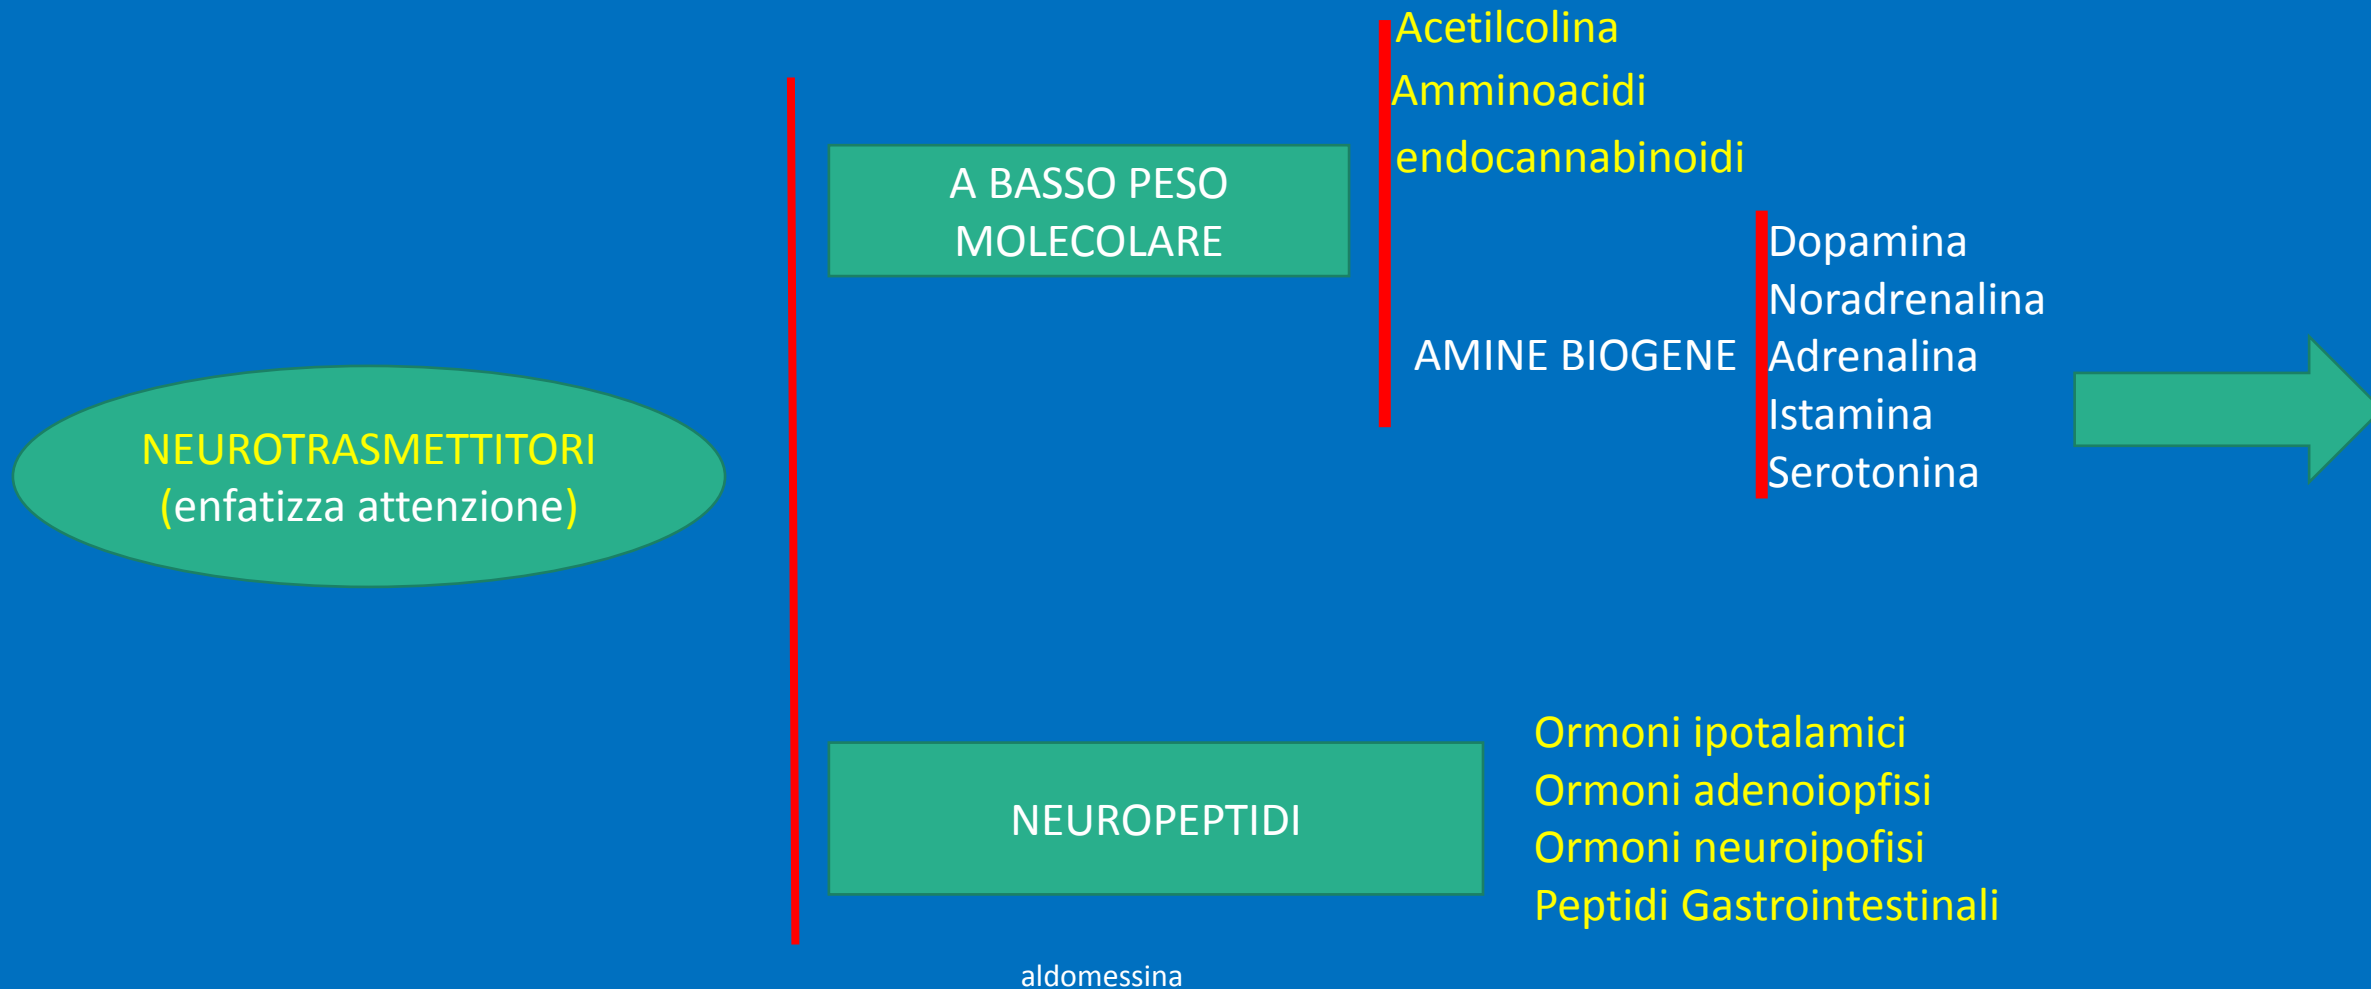 NEUROTRASMETTITORI
(enfatizza attenzione)
A BASSO PESO
MOLECOLARE
Acetilcolina
Amminoacidi
endocannabinoidi
AMINE BIOGENE
Dopamina
Noradrenalina
Adrenalina
Istamina
Serotonina
NEUROPEPTIDI
Ormoni ipotalamici
Ormoni adenoiopfisi
Ormoni neuroipofisi
Peptidi Gastrointestinali
aldomessina